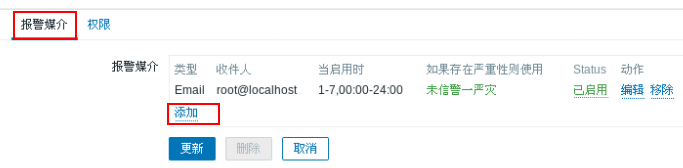 报警媒介 权限
报警媒介 类型 收件人 当启用时 如果存在严重性则使用 Status 动作
Email root@localhost 1-7,00:00-24:00 未信警一严灾 已启用 编辑 移除
添加
更新 删除 取消